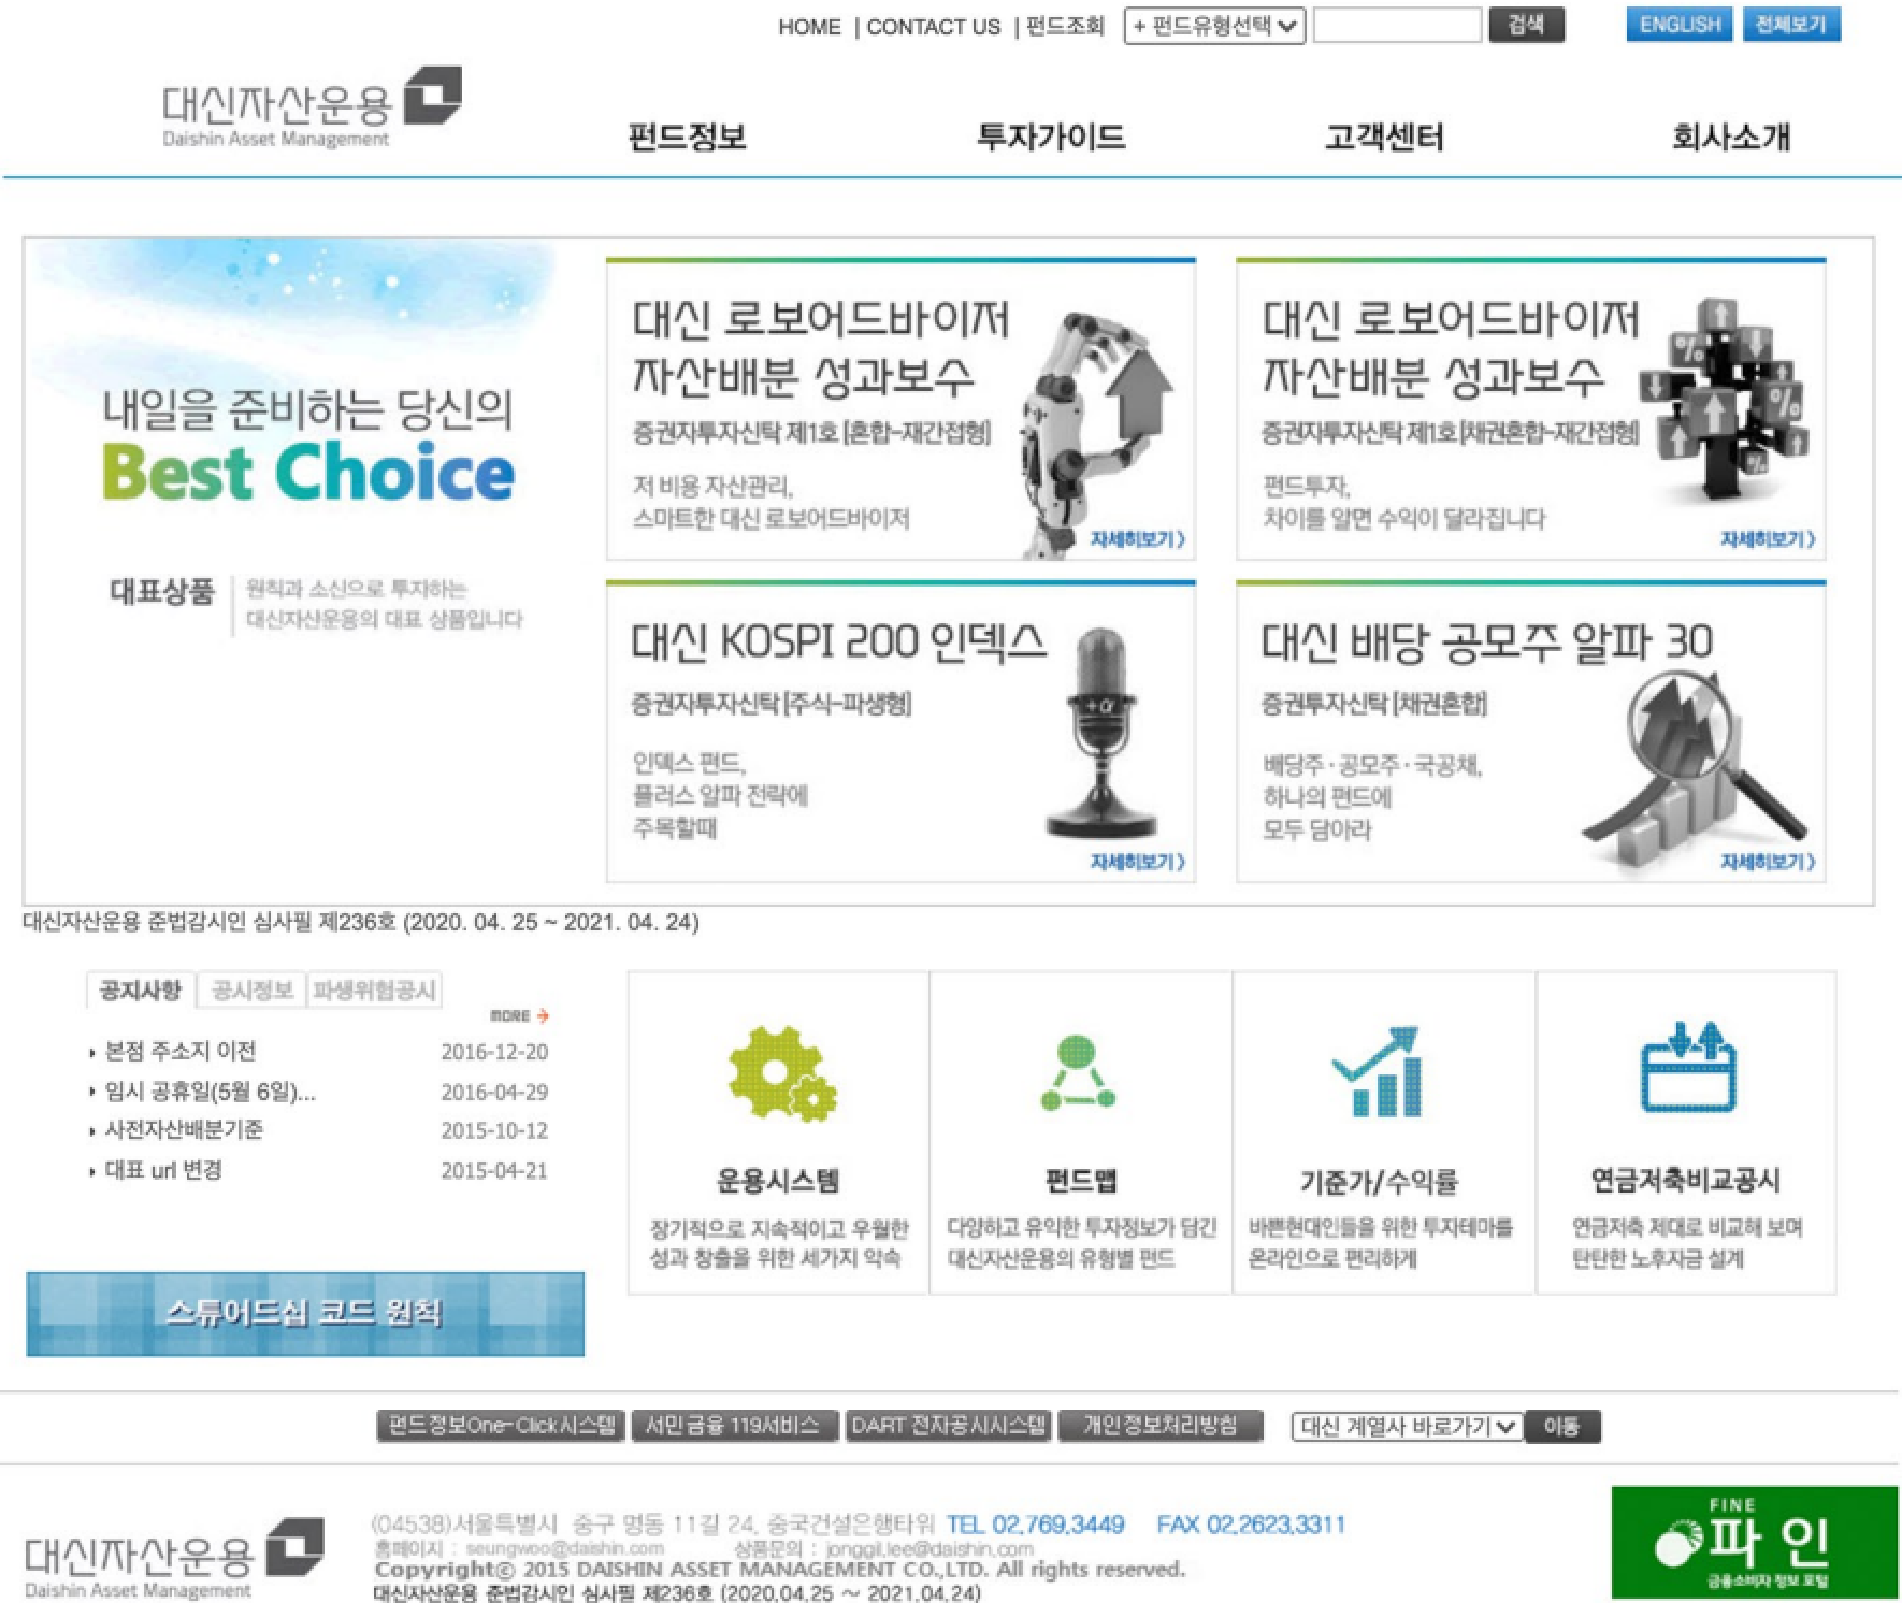 HOME | CONTACT US | 펀드조회 + 펀드유형선택 검색 ENGLISH 전체보기
대신자산운용
Daishin Asset Management
펀드정보 투자가이드 고객센터 회사소개
내일을 준비하는 당신의
Best Choice
대표상품
원칙과 소신으로 투자하는
대신자산운용의 대표 상품입니다
대신 로보어드바이저
자산배분 성과보수
증권자투자신탁 제1호 [혼합-재간접형]
저 비용 자산관리,
스마트한 대신 로보어드바이저
자세히보기 >
대신 로보어드바이저
자산배분 성과보수
증권자투자신탁 제1호[채권혼합-재간접형]
펀드투자,
차이를 알면 수익이 달라집니다
자세히보기 >
대신 KOSPI 200 인덱스
증권자투자신탁 [주식-파생형]
인덱스 펀드,
플러스 알파 전략에
주목할때
+α
자세히보기 >
대신 배당 공모주 알파 30
증권투자신탁 [채권혼합]
배당주 · 공모주 · 국공채,
하나의 펀드에
모두 담아라
자세히보기 >
대신자산운용 준법감시인 심사필 제236호 (2020. 04. 25 ~ 2021. 04. 24)
공지사항 공시정보 파생위험공시
MORE
본점 주소지 이전 2016-12-20
임시 공휴일(5월 6일)... 2016-04-29
사전자산배분기준 2015-10-12
대표 url 변경 2015-04-21
스튜어드십 코드 원칙
운용시스템
장기적으로 지속적이고 우월한
성과 창출을 위한 세가지 약속
펀드맵
다양하고 유익한 투자정보가 담긴
대신자산운용의 유형별 펀드
기준가/수익률
바쁜현대인들을 위한 투자테마를
온라인으로 편리하게
연금저축비교공시
연금저축 제대로 비교해 보며
탄탄한 노후자금 설계
펀드정보One-Click시스템 서민금융 119서비스 DART 전자공시시스템 개인정보처리방침 대신 계열사 바로가기 이동
대신자산운용
Daishin Asset Management
(04538)서울특별시 중구 명동 11길 24, 중국건설은행타워 TEL 02.769.3449 FAX 02.2623.3311
홈페이지 : seungwoo@daishin.com 상품문의 : jonggil.lee@daishin.com
Copyright© 2015 DAISHIN ASSET MANAGEMENT CO.,LTD. All rights reserved.
대신자산운용 준법감시인 심사필 제236호 (2020.04.25 ~ 2021.04.24)
FINE
파인
금융소비자 정보 포털